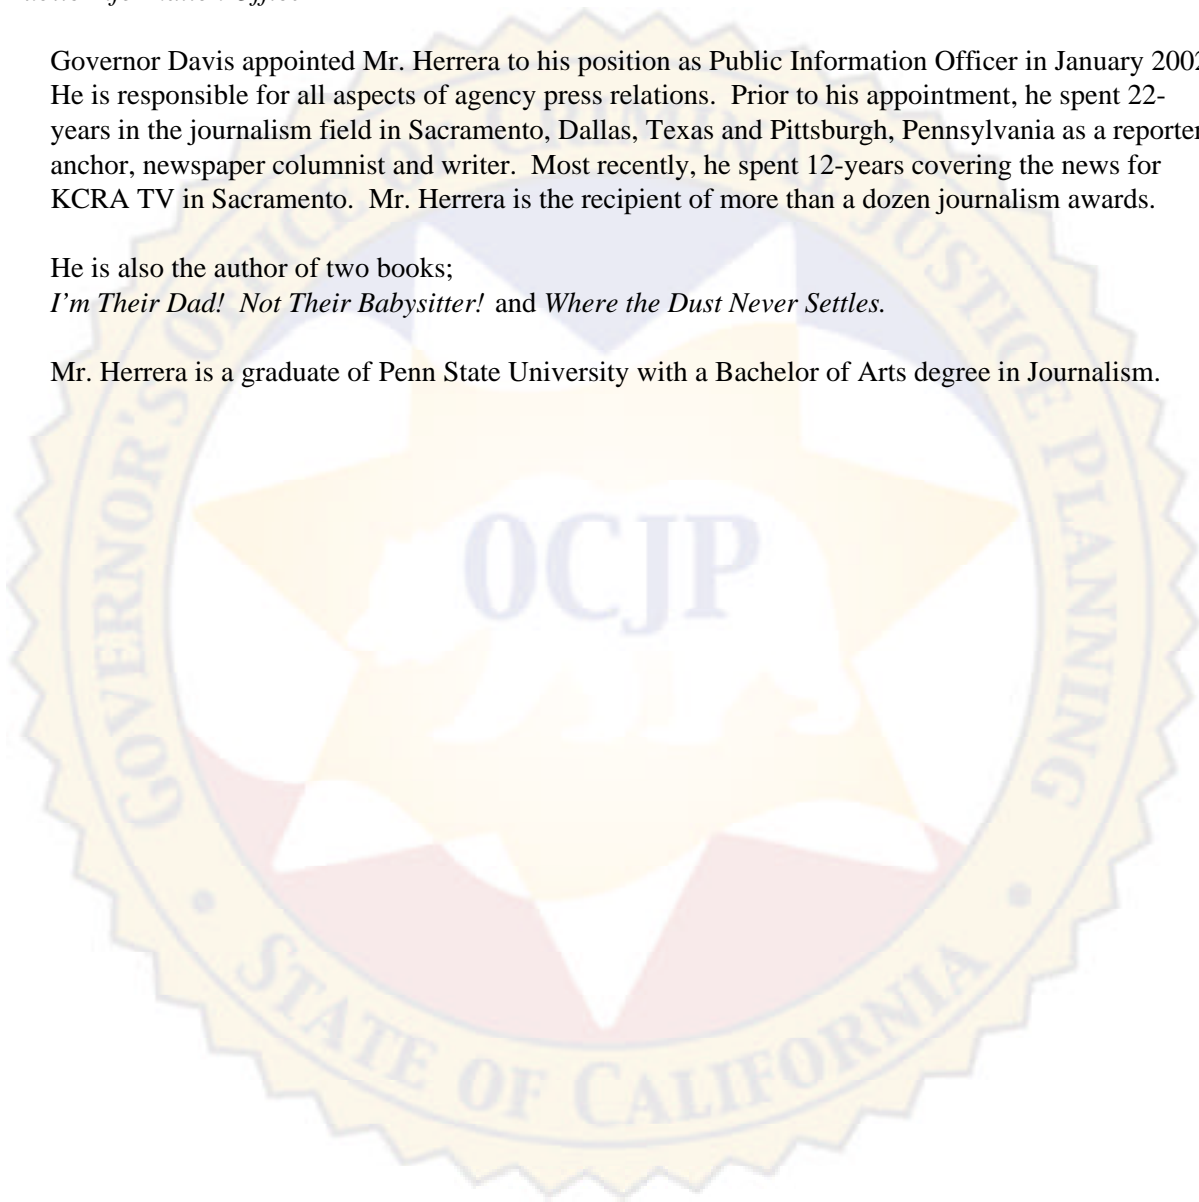 Governor Davis appointed Mr. Herrera to his position as Public Information Officer in January 2002
He is responsible for all aspects of agency press relations. Prior to his appointment, he spent 22-
years in the journalism field in Sacramento, Dallas, Texas and Pittsburgh, Pennsylvania as a reporter
anchor, newspaper columnist and writer. Most recently, he spent 12-years covering the news for
KCRA TV in Sacramento. Mr. Herrera is the recipient of more than a dozen journalism awards.
He is also the author of two books;
I'm Their Dad! Not Their Babysitter! and Where the Dust Never Settles.
Mr. Herrera is a graduate of Penn State University with a Bachelor of Arts degree in Journalism.
GOVERNOR'S OFFICE OF CRIMINAL JUSTICE PLANNING
OCJP
STATE OF CALIFORNIA